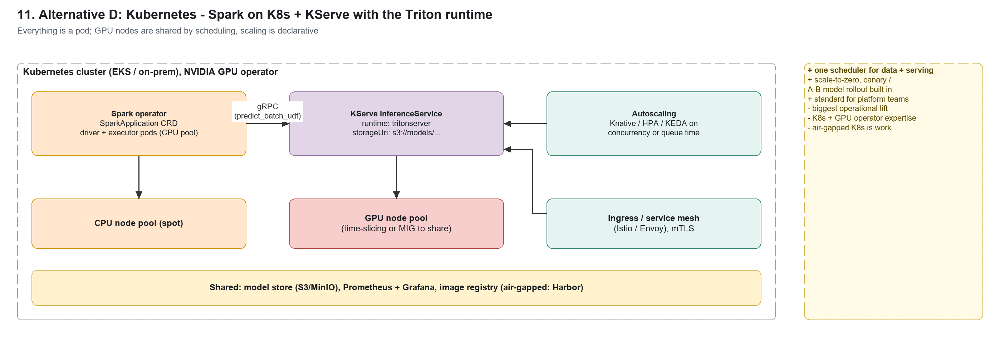 11. Alternative D: Kubernetes - Spark on K8s + KServe with the Triton runtime
Everything is a pod; GPU nodes are shared by scheduling, scaling is declarative
Kubernetes cluster (EKS / on-prem), NVIDIA GPU operator
Spark operator
SparkApplication CRD
driver + executor pods (CPU pool)
gRPC
(predict_batch_udf)
KServe InferenceService
runtime: tritonserver
storageUri: s3://models/...
Autoscaling
Knative / HPA / KEDA on
concurrency or queue time
CPU node pool (spot)
GPU node pool
(time-slicing or MIG to share)
Ingress / service mesh
(Istio / Envoy), mTLS
Shared: model store (S3/MinIO), Prometheus + Grafana, image registry (air-gapped: Harbor)
+ one scheduler for data + serving
+ scale-to-zero, canary /
A-B model rollout built in
+ standard for platform teams
- biggest operational lift
- K8s + GPU operator expertise
- air-gapped K8s is work